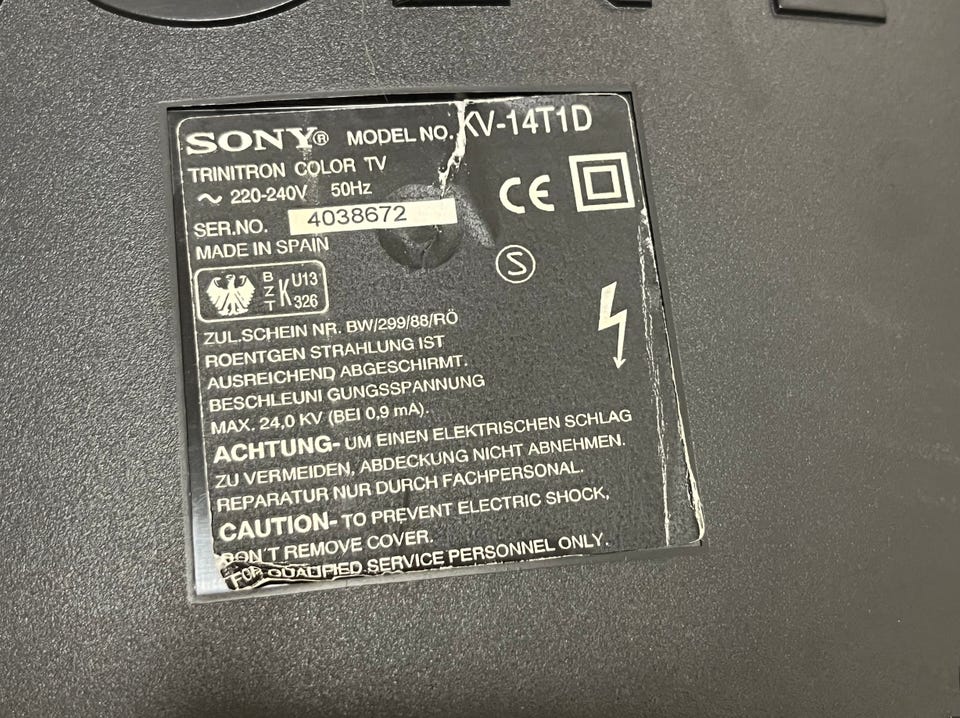 SONY® MODEL NO. KV-14T1D
TRINITRON COLOR TV
~ 220-240V 50Hz
CE
SER.NO. 4038672
MADE IN SPAIN
S
BZT K U13 326
ZUL.SCHEIN NR. BW/299/88/RÖ
ROENTGEN STRAHLUNG IST
AUSREICHEND ABGESCHIRMT.
BESCHLEUNI GUNGSSPANNUNG
MAX. 24,0 KV (BEI 0,9 mA).
ACHTUNG- UM EINEN ELEKTRISCHEN SCHLAG
ZU VERMEIDEN, ABDECKUNG NICHT ABNEHMEN.
REPARATUR NUR DURCH FACHPERSONAL.
CAUTION- TO PREVENT ELECTRIC SHOCK,
DON'T REMOVE COVER.
FOR QUALIFIED SERVICE PERSONNEL ONLY.